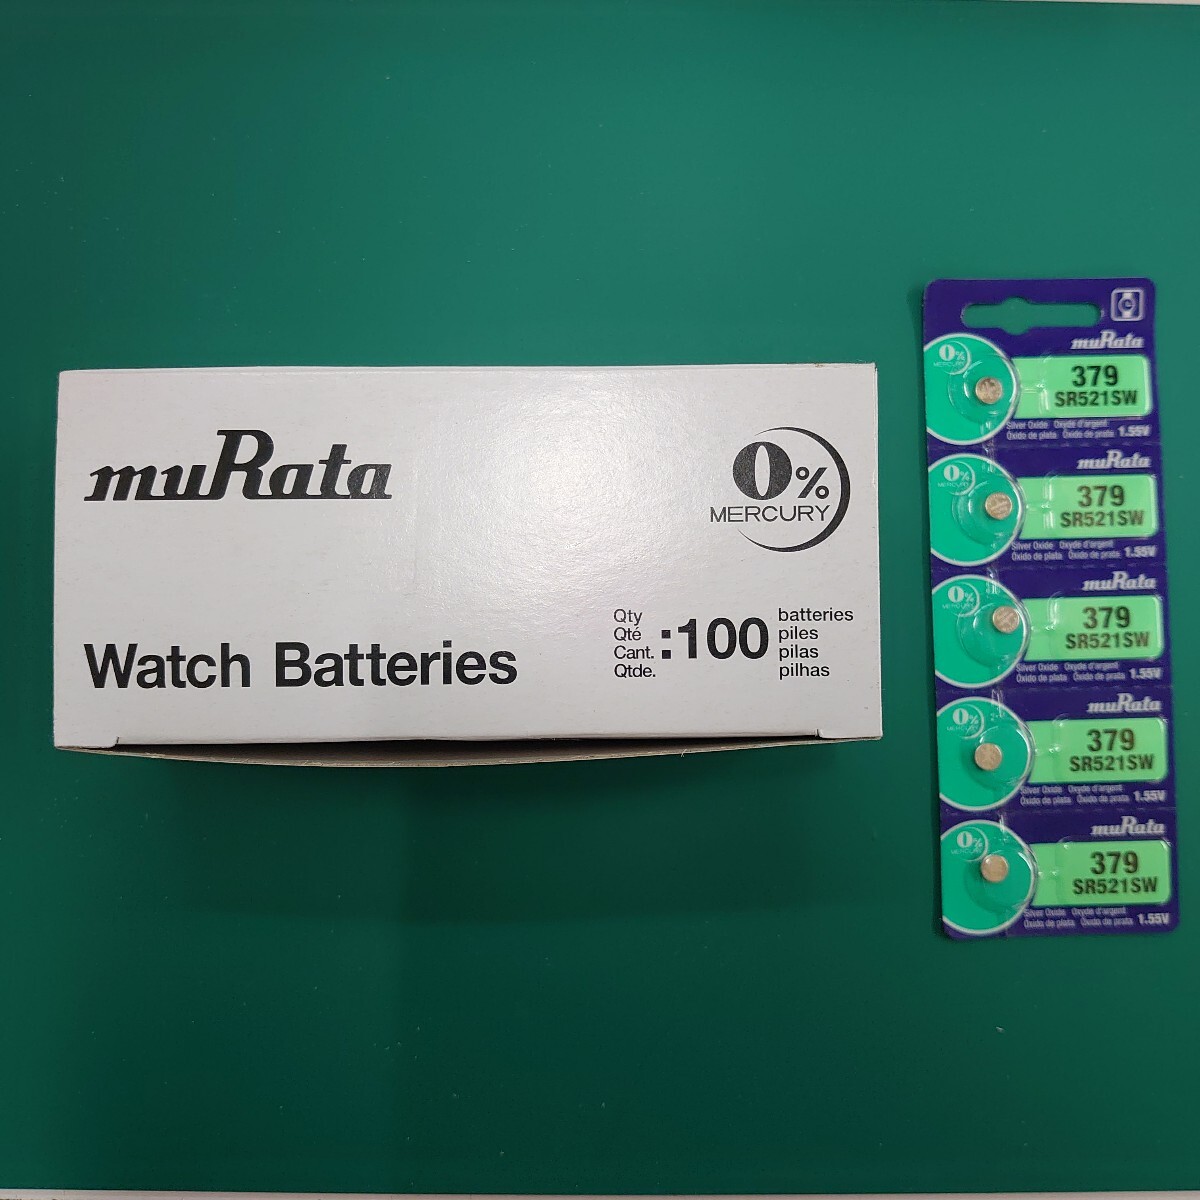 muRata
0%
MERCURY
Watch Batteries
Qty
Qté
Cant.
Qtde.
:100
batteries
piles
pilas
pilhas
muRata
0%
MERCURY
379
SR521SW
Silver Oxide Oxyde d'argent
Óxido de plata Óxido de prata 1.55V
muRata
0%
MERCURY
379
SR521SW
Silver Oxide Oxyde d'argent
Óxido de plata Óxido de prata 1.55V
muRata
0%
MERCURY
379
SR521SW
Silver Oxide Oxyde d'argent
Óxido de plata Óxido de prata 1.55V
muRata
0%
MERCURY
379
SR521SW
Silver Oxide Oxyde d'argent
Óxido de plata Óxido de prata 1.55V
muRata
0%
MERCURY
379
SR521SW
Silver Oxide Oxyde d'argent
Óxido de plata Óxido de prata 1.55V